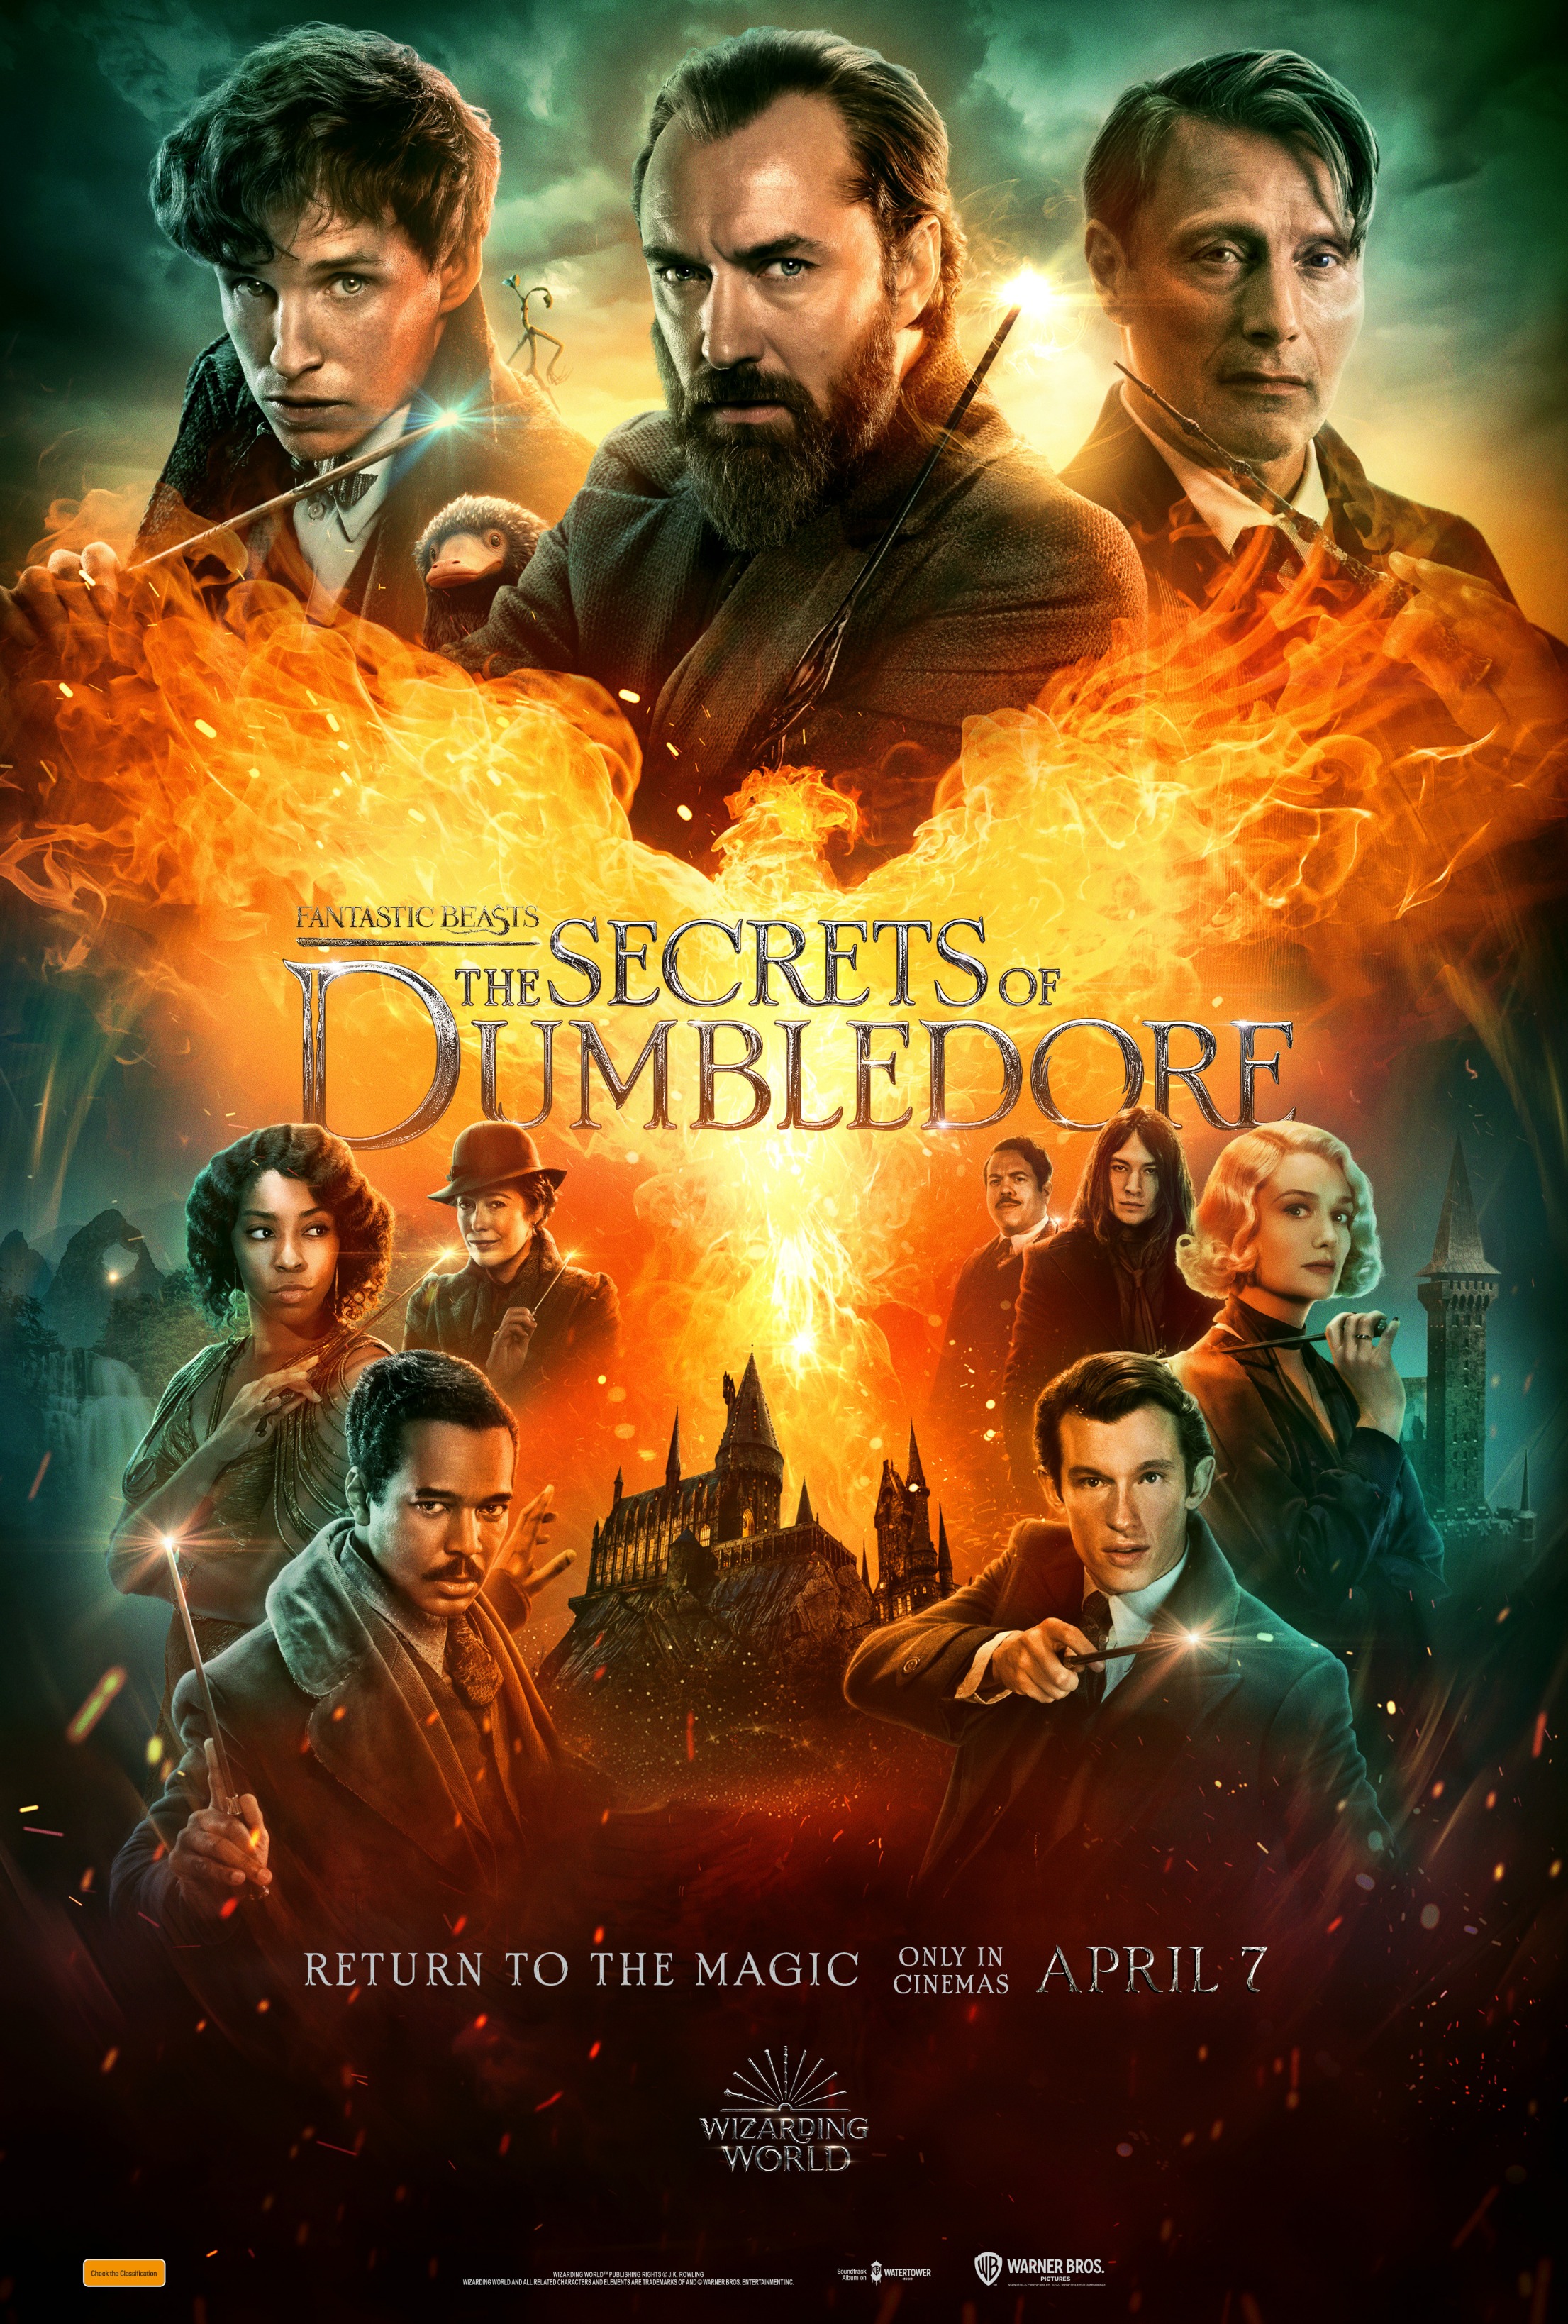 FANTASTIC BEASTS
THE SECRETS OF
DUMBLEDORE
RETURN TO THE MAGIC
ONLY IN
CINEMAS
APRIL 7
WIZARDING
WORLD
Check the Classification
WIZARDING WORLD™ PUBLISHING RIGHTS © J.K. ROWLING
WIZARDING WORLD AND ALL RELATED CHARACTERS AND ELEMENTS ARE TRADEMARKS OF AND © WARNER BROS. ENTERTAINMENT INC.
Soundtrack
Album on
WATERTOWER
MUSIC
WB
WARNER BROS.
PICTURES